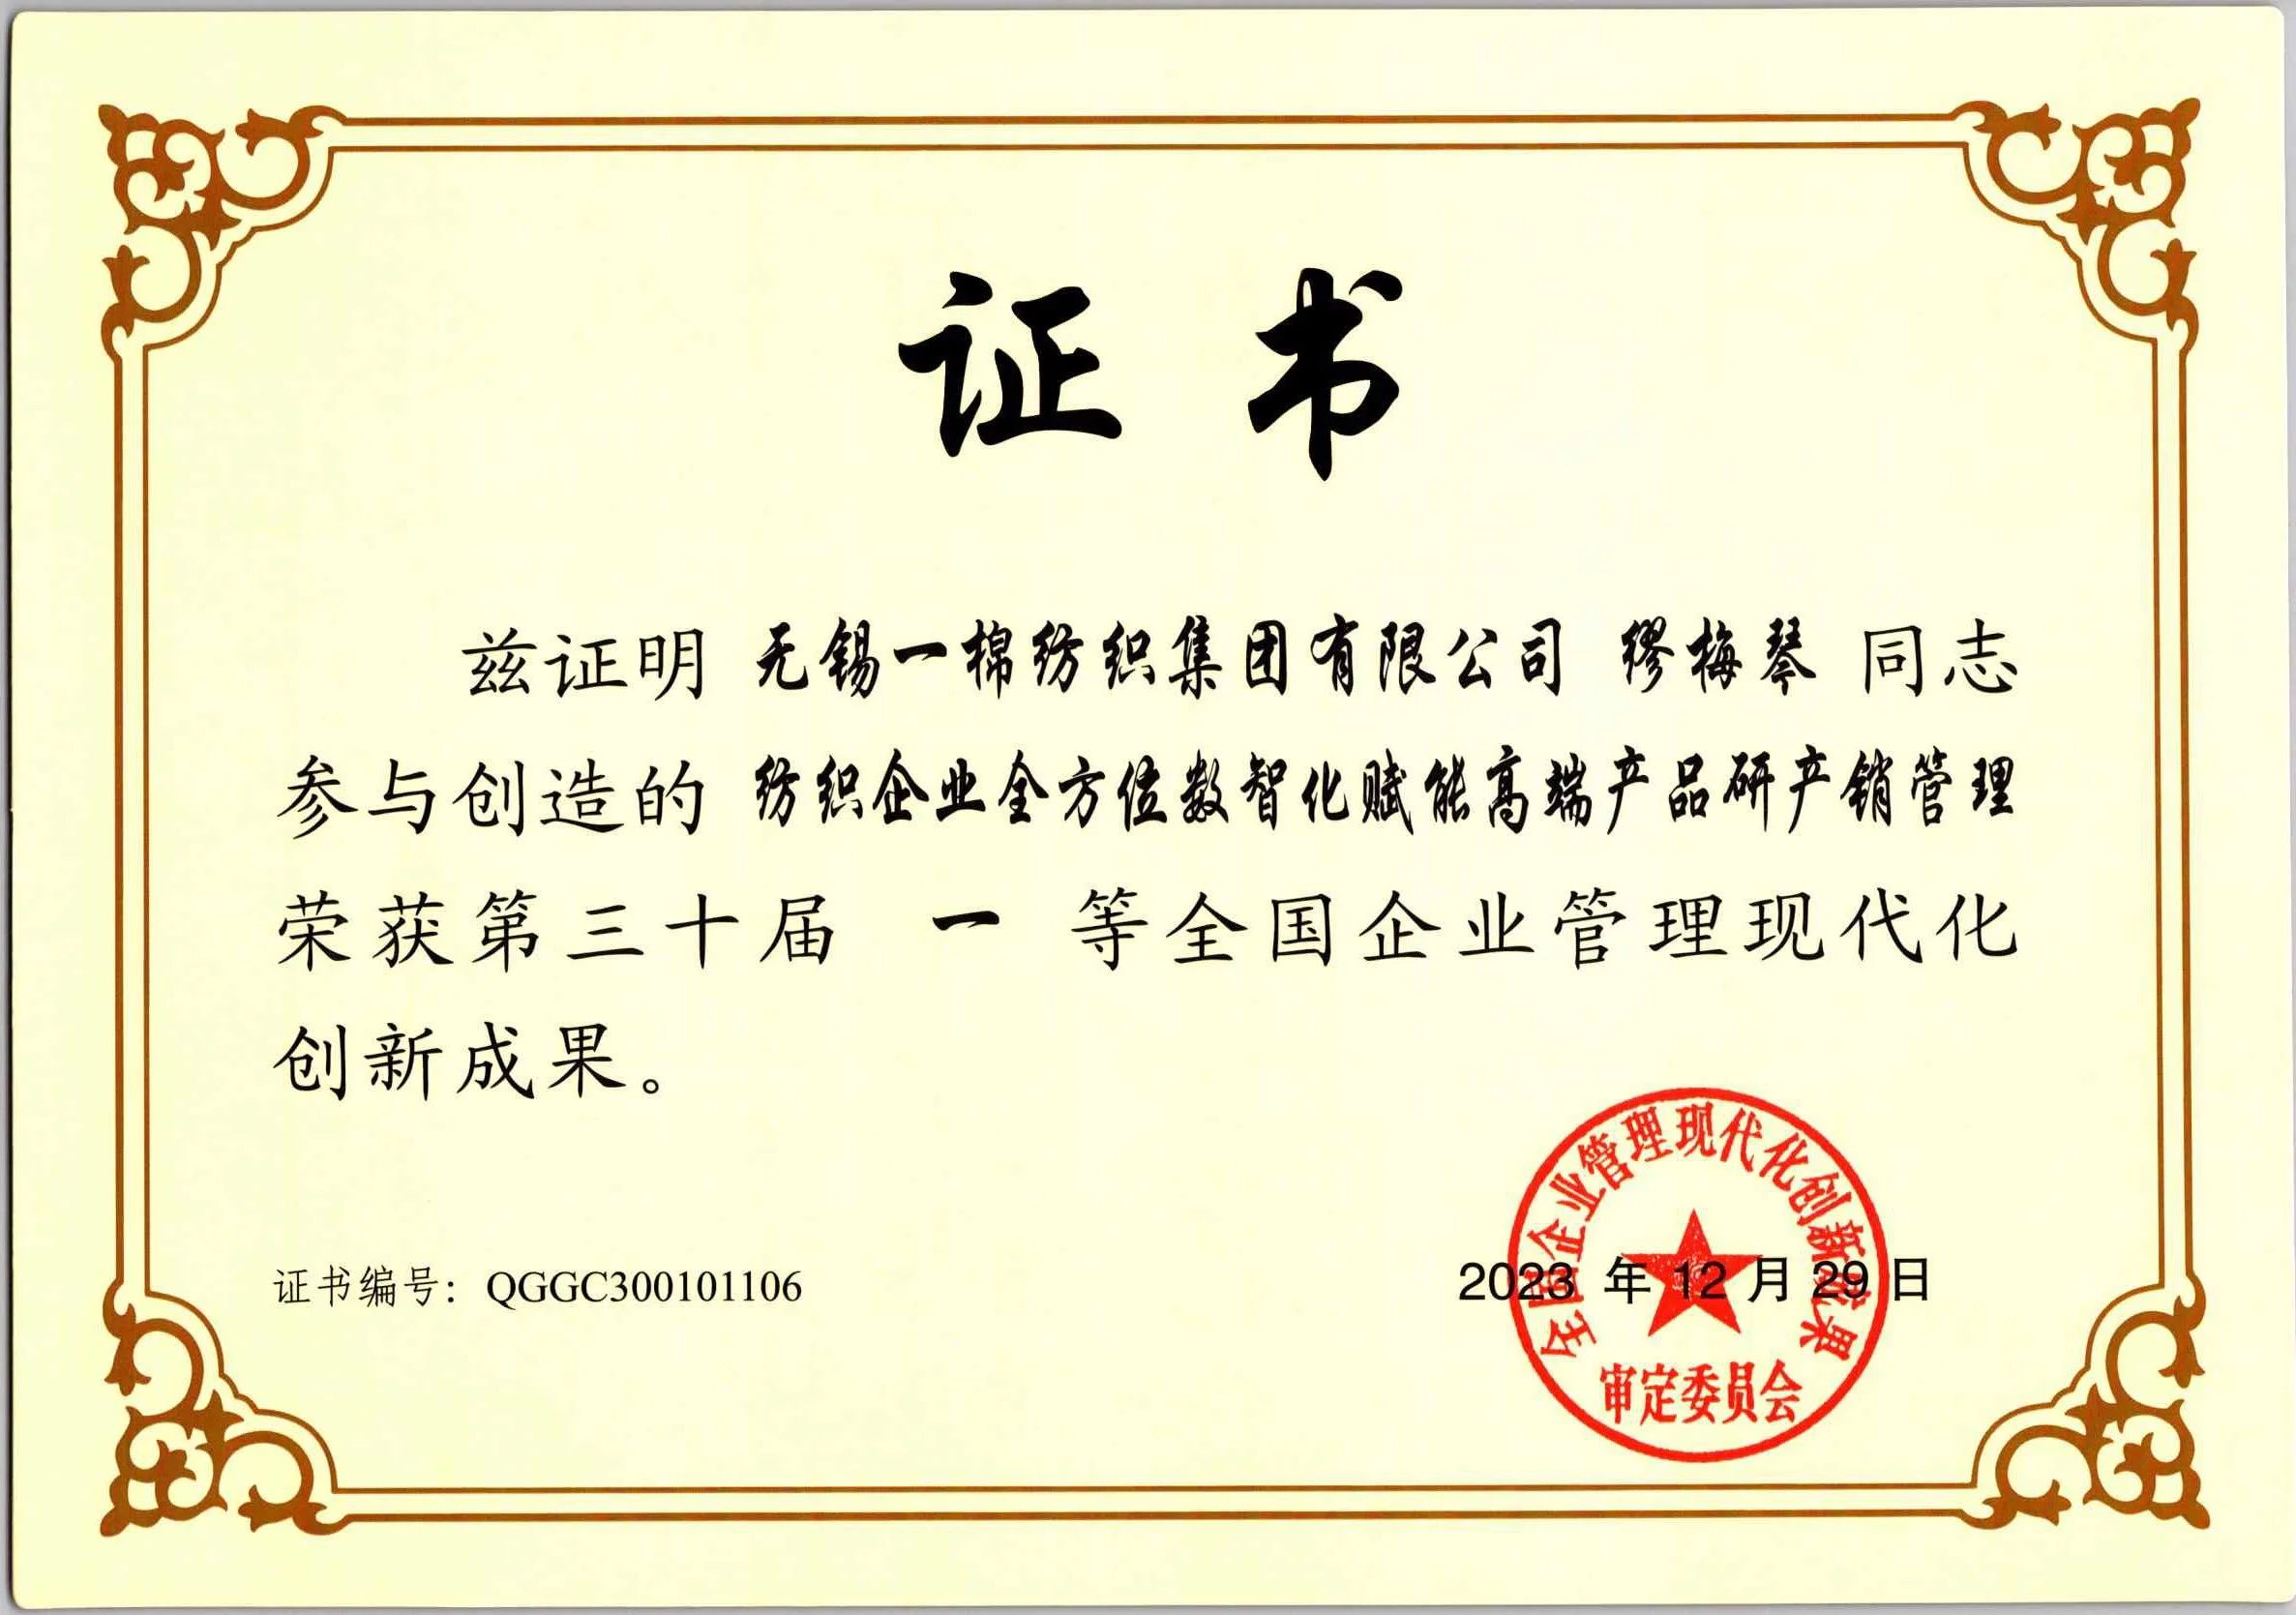 证书
兹证明 无锡一棉纺织集团有限公司 缪梅琴 同志
参与创造的 纺织企业全方位数智化赋能高端产品研产销管理
荣获第三十届 一 等全国企业管理现代化
创新成果。
证书编号：QGGC300101106
2023 年 12 月 29 日
全国企业管理现代化创新成果
审定委员会